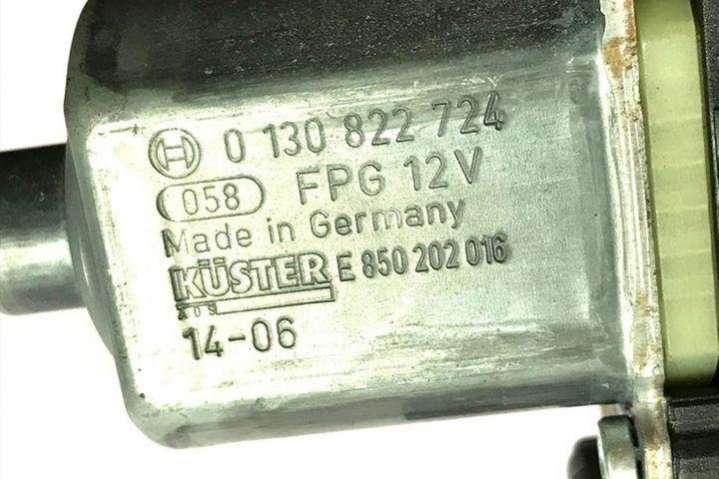 0 130 822 724
058 FPG 12V
Made in Germany
KÜSTER E 850 202 016
14-06